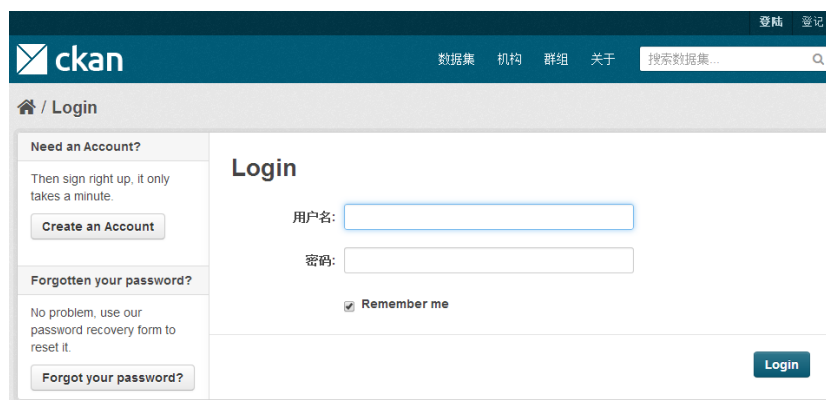 登陆 登记
ckan 数据集 机构 群组 关于 搜索数据集...
/ Login
Need an Account?
Then sign right up, it only
takes a minute.
Create an Account
Forgotten your password?
No problem, use our
password recovery form to
reset it.
Forgot your password?
Login
用户名:
密码:
Remember me
Login